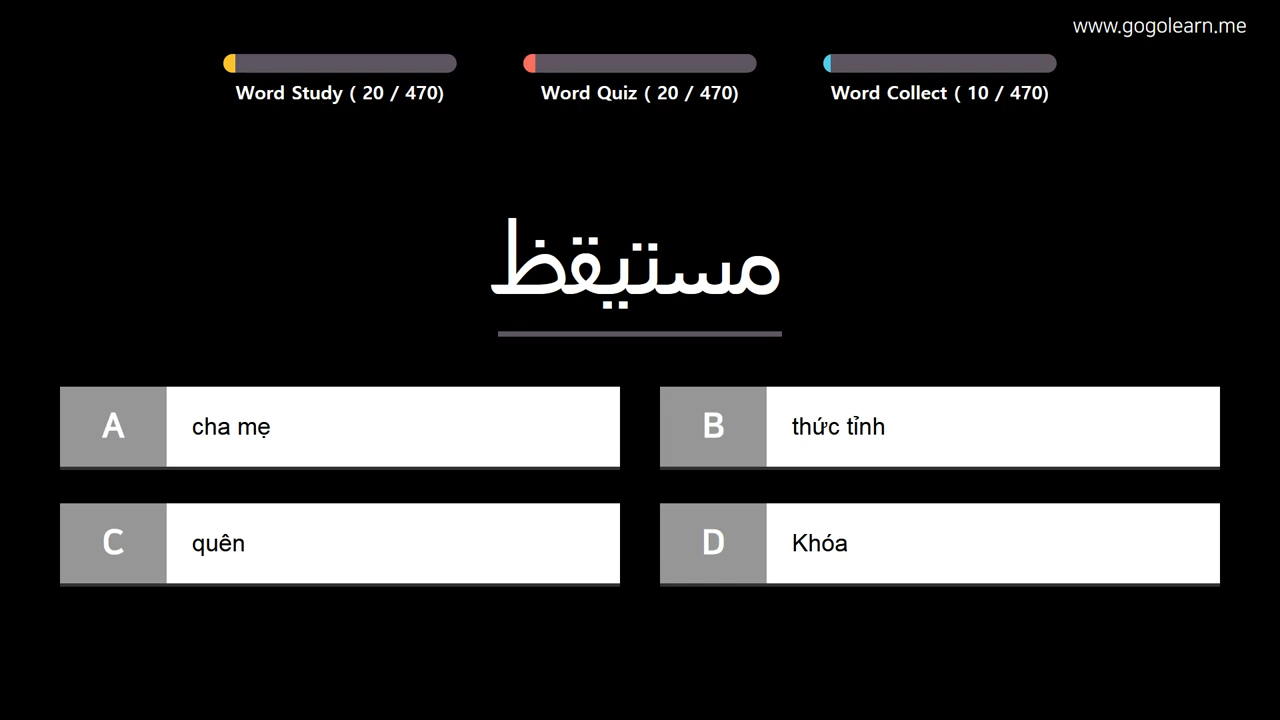 www.gogolearn.me
Word Study ( 20 / 470)
Word Quiz ( 20 / 470)
Word Collect ( 10 / 470)
مستيقظ
A cha mẹ
B thức tỉnh
C quên
D Khóa